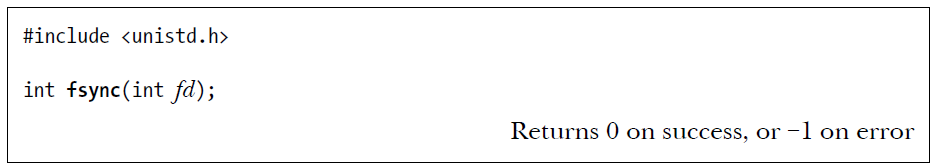 #include <unistd.h>
int fsync(int fd);
Returns 0 on success, or −1 on error